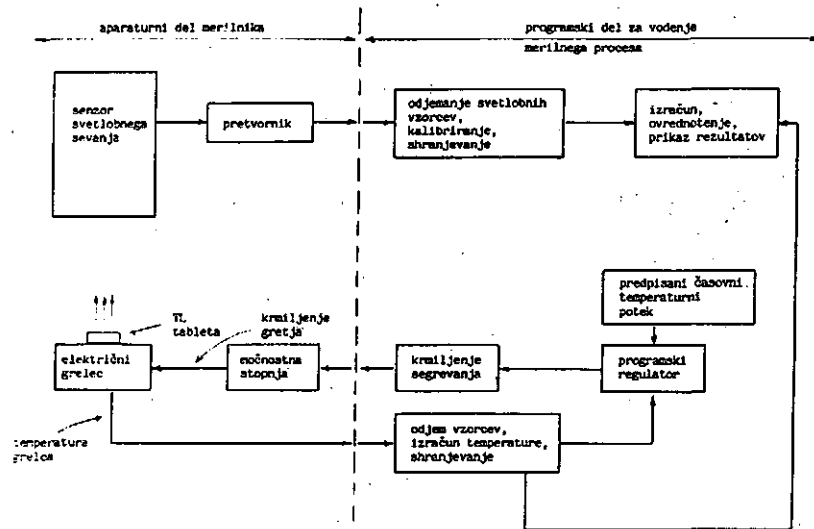 aparaturni del merilnika
programski del za vodenje
merilnega procesa
senzor
svetlobnega
sevanja
pretvornik
odjemanje svetlobnih
vzorcev,
kalibriranje,
shranjevanje
izračun,
ovrednotenje,
prikaz rezultatov
predpisani časovni
temperaturni
potek
TL
tableta
krmiljenje
gretja
električni
grelec
močnostna
stopnja
krmiljenje
segrevanja
programski
regulator
temperatura
grelca
odjem vzorcev,
izračun temperature,
shranjevanje